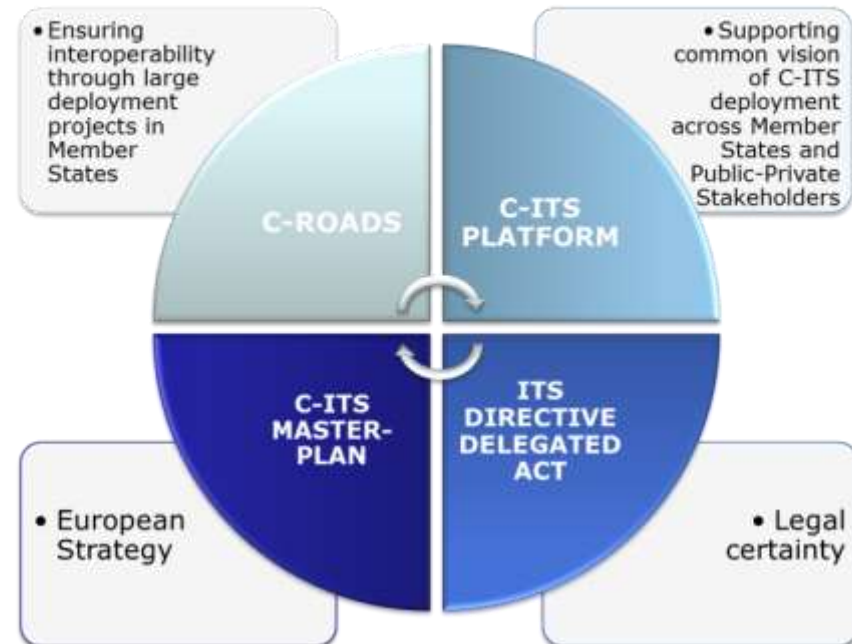 • Ensuring
interoperability
through large
deployment
projects in
Member
States
• Supporting
common vision
of C-ITS
deployment
across Member
States and
Public-Private
Stakeholders
C-ROADS
C-ITS
PLATFORM
C-ITS
MASTER-
PLAN
ITS
DIRECTIVE
DELEGATED
ACT
• European
Strategy
• Legal
certainty